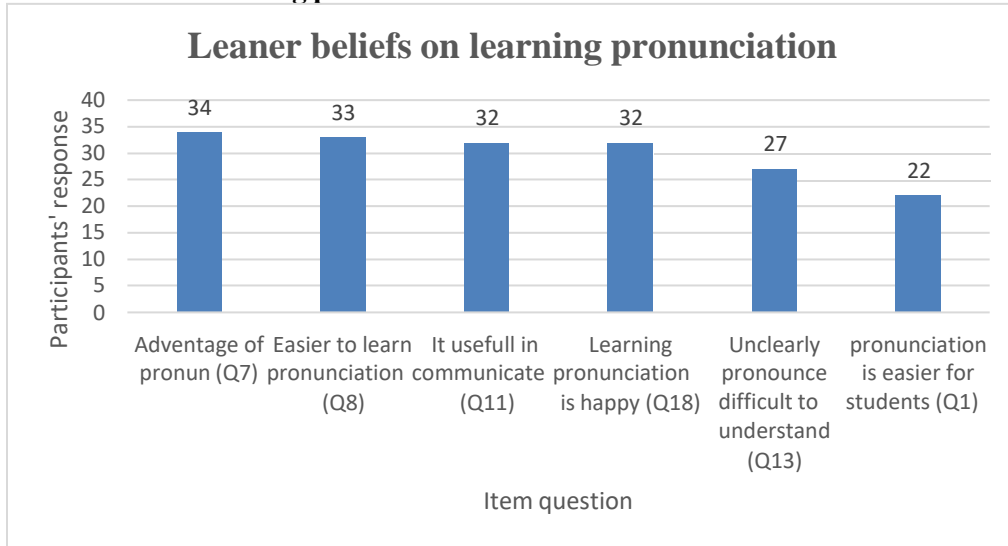 Leaner beliefs on learning pronunciation
Participants' response
40
35
30
25
20
15
10
5
0
34
33
32
32
27
22
Adventage of
pronun (Q7)
Easier to learn
pronunciation
(Q8)
It usefull in
communicate
(Q11)
Learning
pronunciation
is happy (Q18)
Unclearly
pronounce
difficult to
understand
(Q13)
pronunciation
is easier for
students (Q1)
Item question